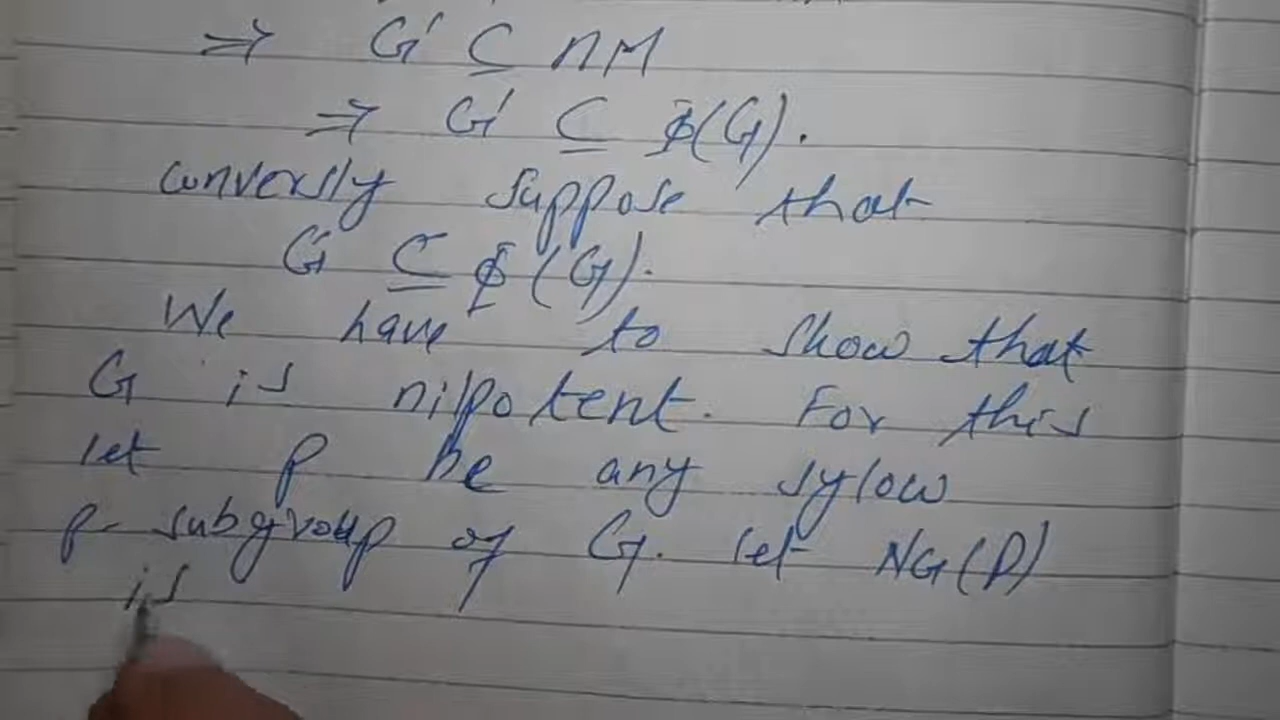 ⇒ G' ⊆ ∩M
⇒ G' ⊆ Φ(G).
conversly suppose that
G' ⊆ Φ(G).
We have to show that
G is nilpotent. For this
let P be any sylow
p-subgroup of G. let NG(P)
is